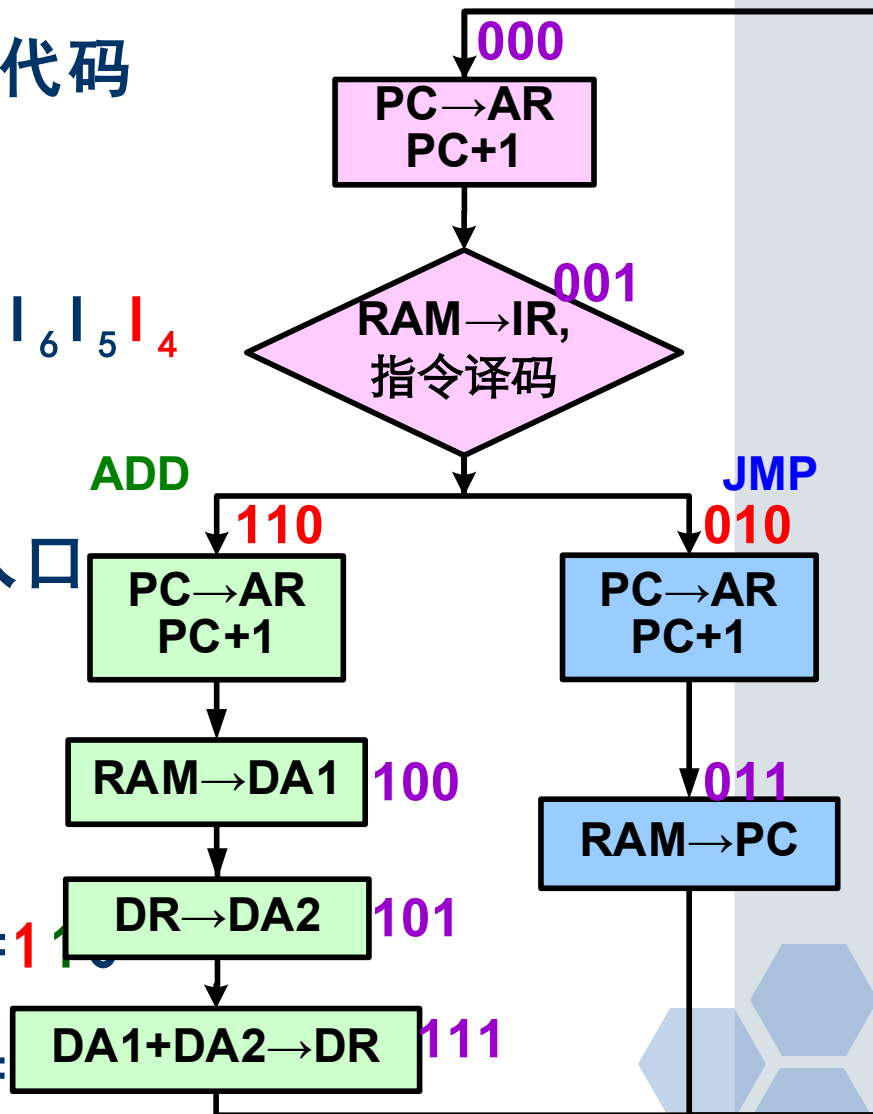 代码
000
PC→AR
PC+1
001
I₆I₅I₄
RAM→IR,
指令译码
ADD
JMP
110
010
入口
PC→AR
PC+1
PC→AR
PC+1
RAM→DA1
100
011
RAM→PC
DR→DA2
101
=1
DA1+DA2→DR
111
=